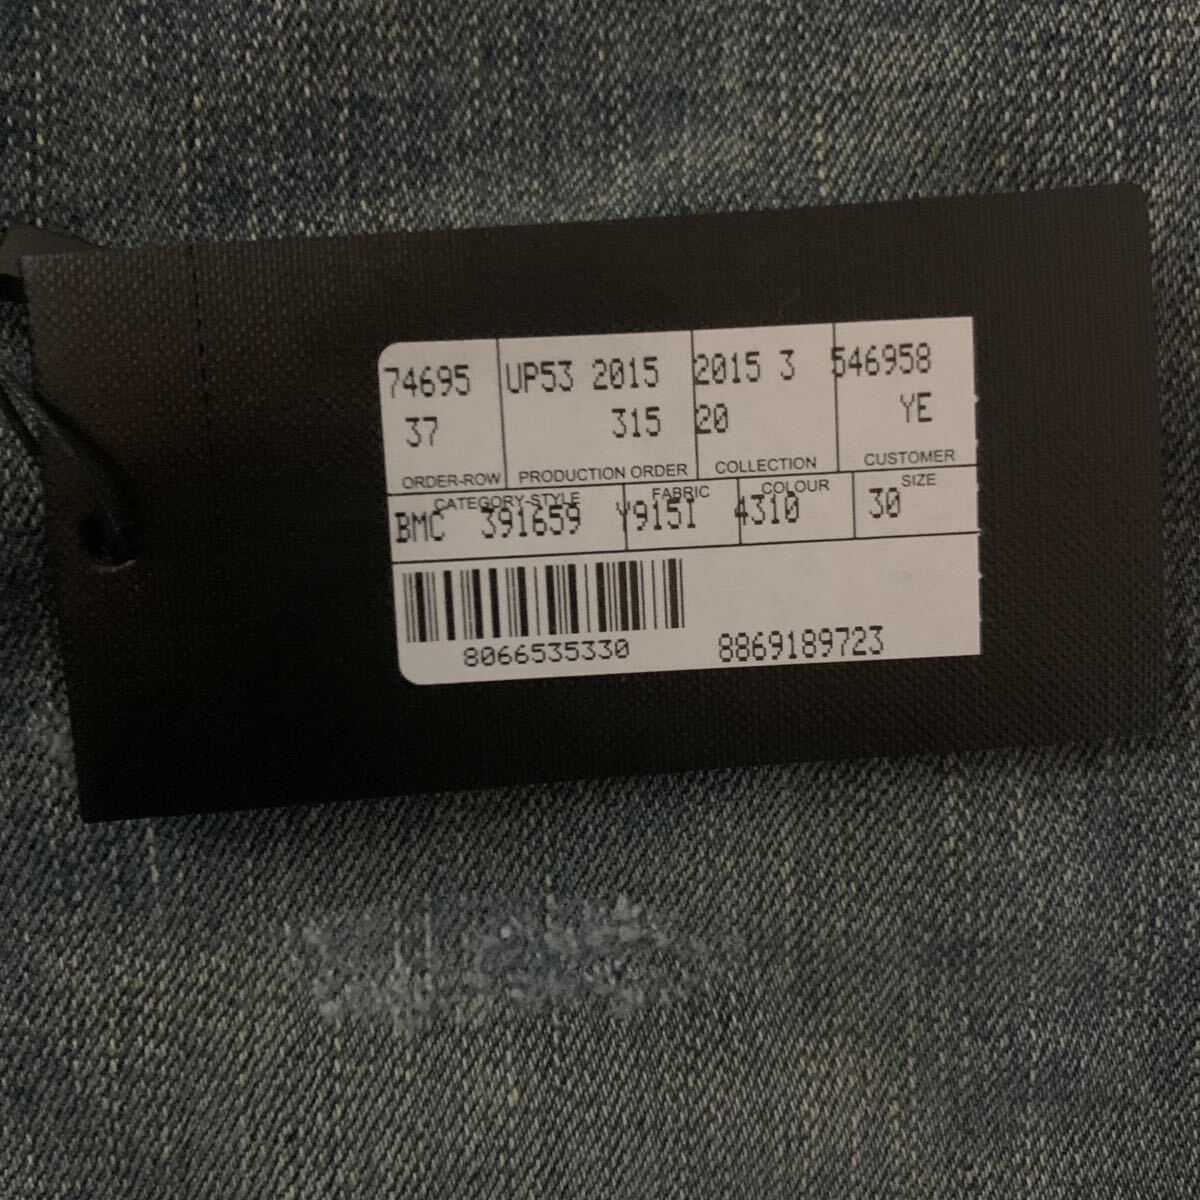 74695 UP53 2015 2015 3 546958
37 315 20 YE
ORDER-ROW PRODUCTION ORDER COLLECTION CUSTOMER
CATEGORY-STYLE FABRIC COLOUR SIZE
BMC 391659 Y915I 4310 30
8066535330 8869189723